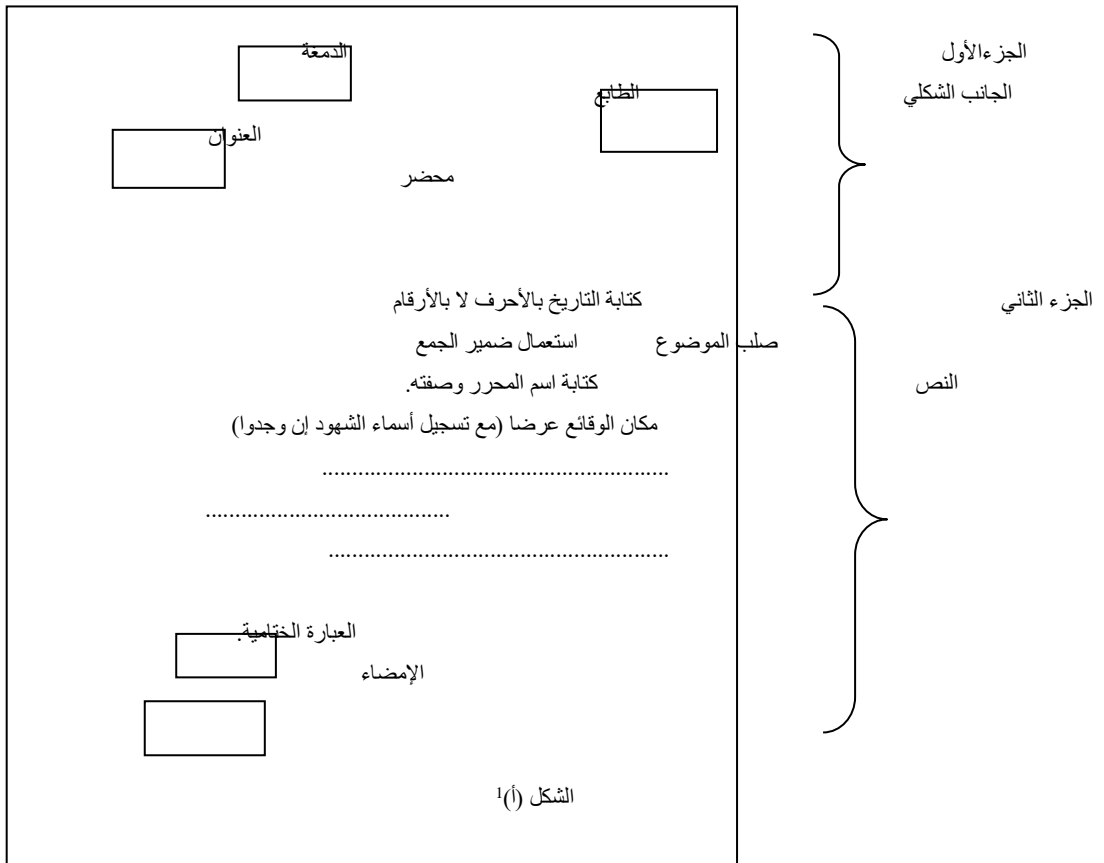 الدمغة الجزءالأول
الطابع الجانب الشكلي
العنوان
محضر
الجزء الثاني كتابة التاريخ بالأحرف لا بالأرقام
صلب الموضوع استعمال ضمير الجمع
النص كتابة اسم المحرر وصفته.
مكان الوقائع عرضا (مع تسجيل أسماء الشهود إن وجدوا)
...........................................................
..........................................
..........................................................
العبارة الختامية.
الإمضاء
الشكل (أ)1